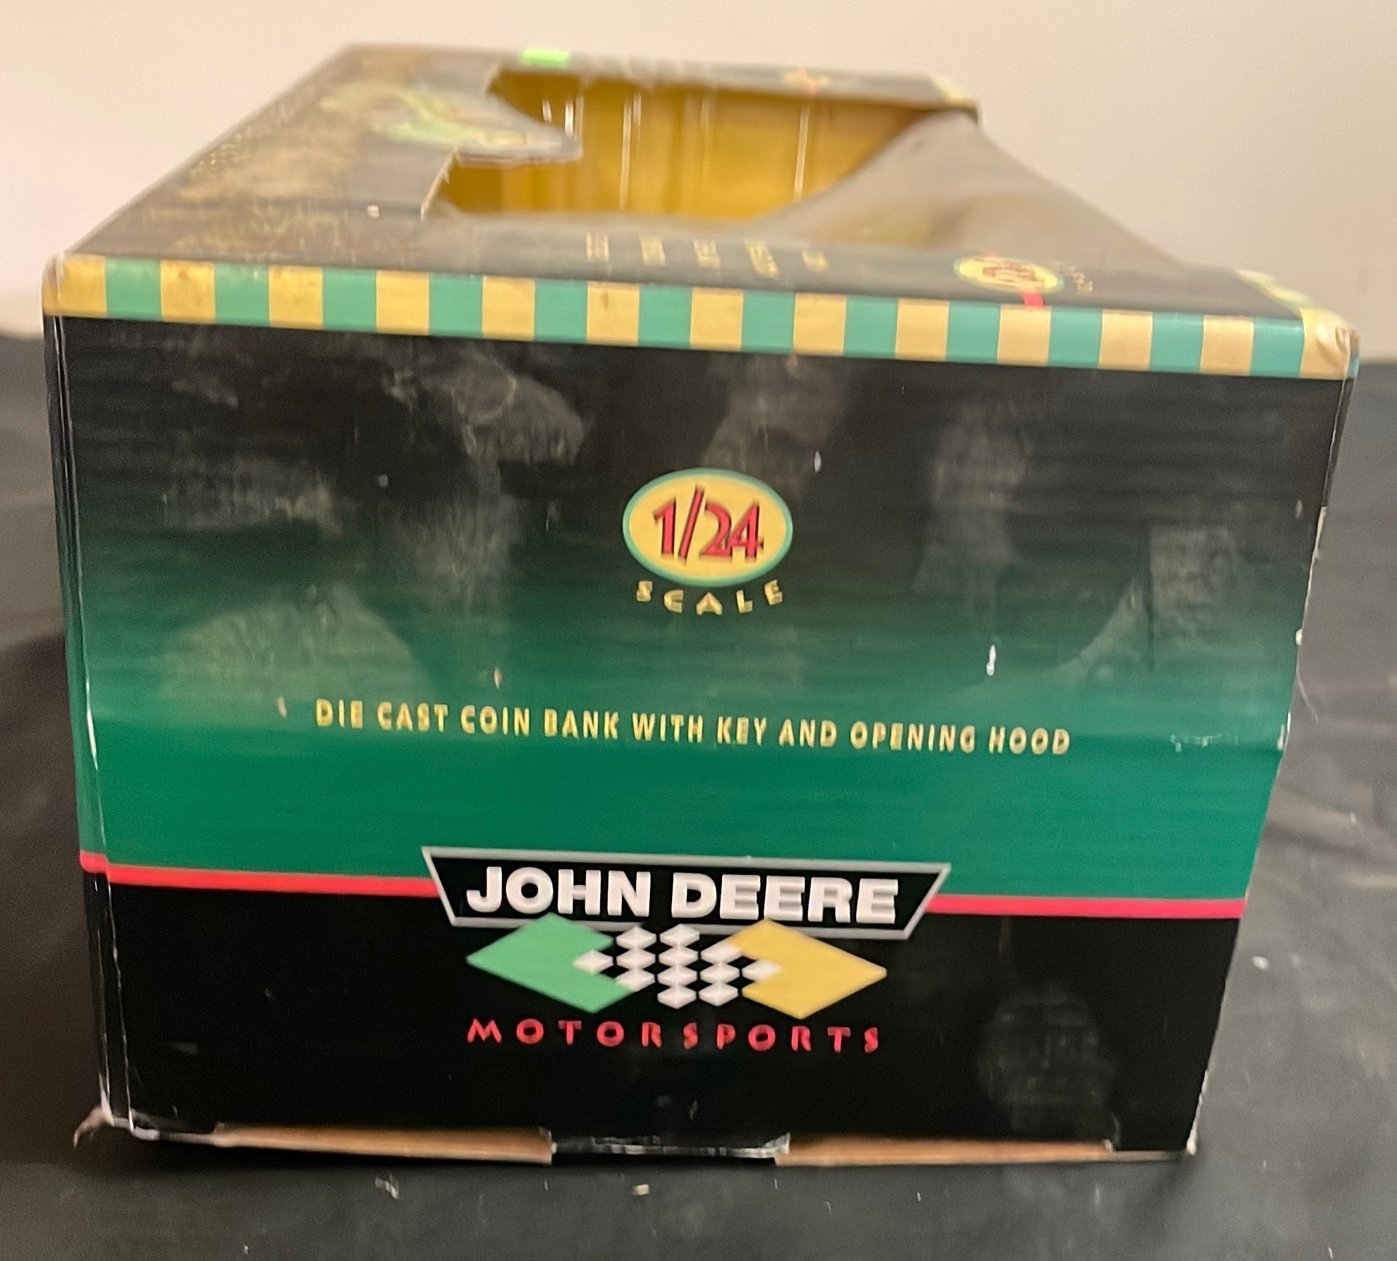 1/24
SCALE
DIE CAST COIN BANK WITH KEY AND OPENING HOOD
JOHN DEERE
MOTORSPORTS